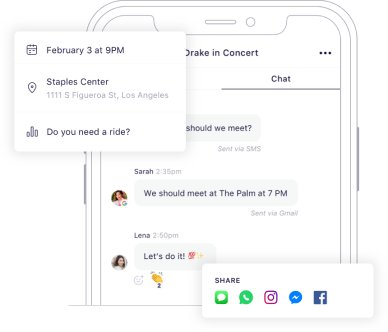 February 3 at 9PM
Staples Center
1111 S Figueroa St, Los Angeles
Do you need a ride?
Drake in Concert
Chat
should we meet?
Sent via SMS
Sarah 2:35pm
We should meet at The Palm at 7 PM
Sent via Gmail
Lena 2:50pm
Let's do it! 💯✨
2
SHARE